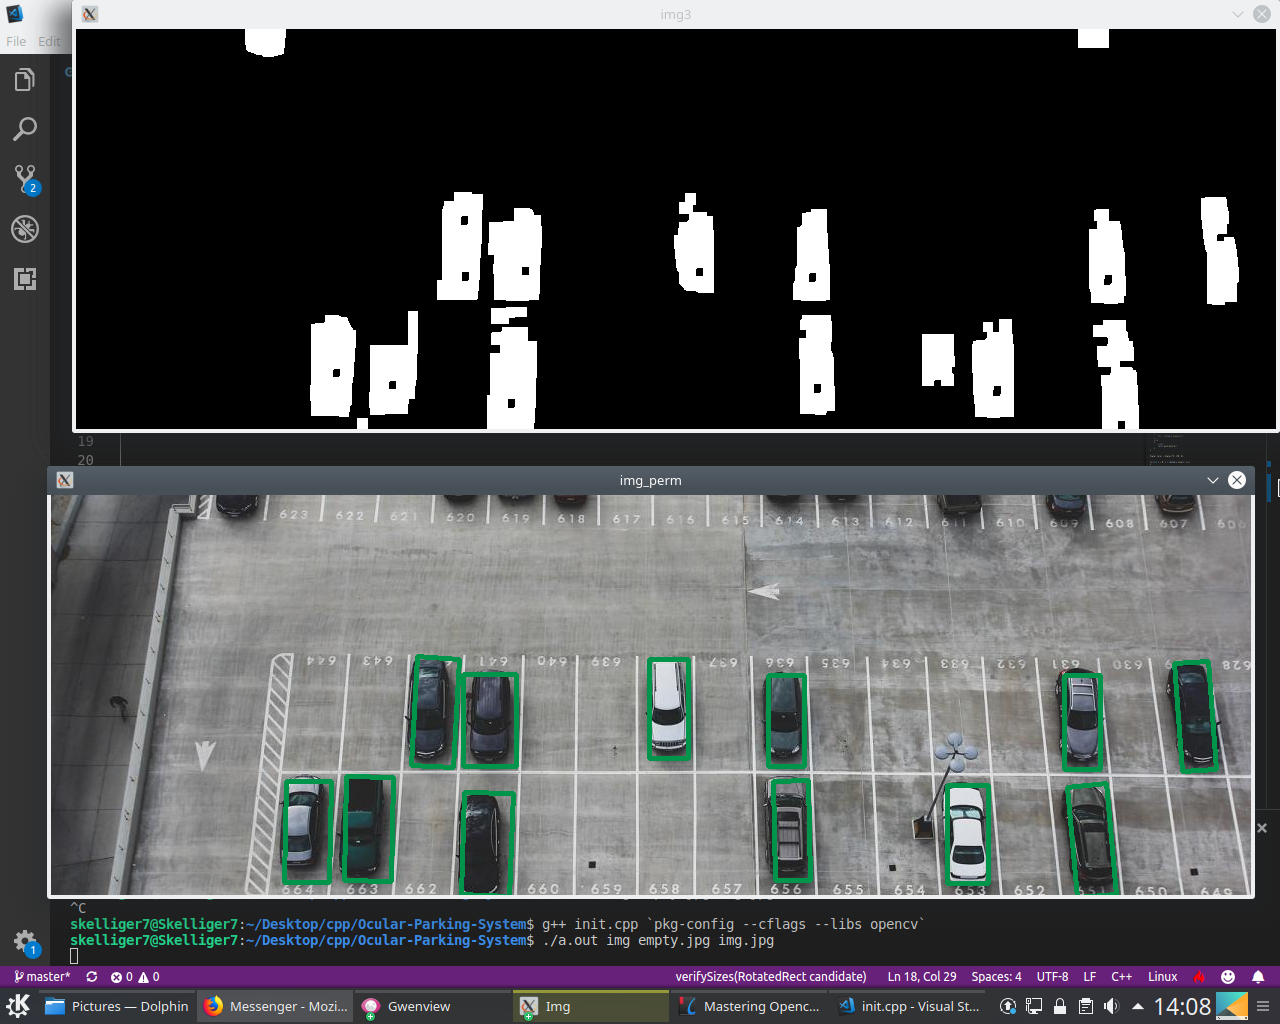 img3
File Edit
19
20
img_perm
623 622 621 620 619 618 617 616 615 614 613 612 611 610 609 608 607 606
644 643 641 640 639 637 636 635 634 633 632 631 630 628
664 663 662 660 659 658 657 656 655 654 653 652 651 650 649
^C
skelliger7@Skelliger7:~/Desktop/cpp/Ocular-Parking-System$ g++ init.cpp `pkg-config --cflags --libs opencv`
skelliger7@Skelliger7:~/Desktop/cpp/Ocular-Parking-System$ ./a.out img empty.jpg img.jpg
master* 0 0 verifySizes(RotatedRect candidate) Ln 18, Col 29 Spaces: 4 UTF-8 LF C++ Linux
Pictures — Dolphin Messenger - Mozi... Gwenview Img Mastering Openc... init.cpp - Visual St... 14:08
2
1